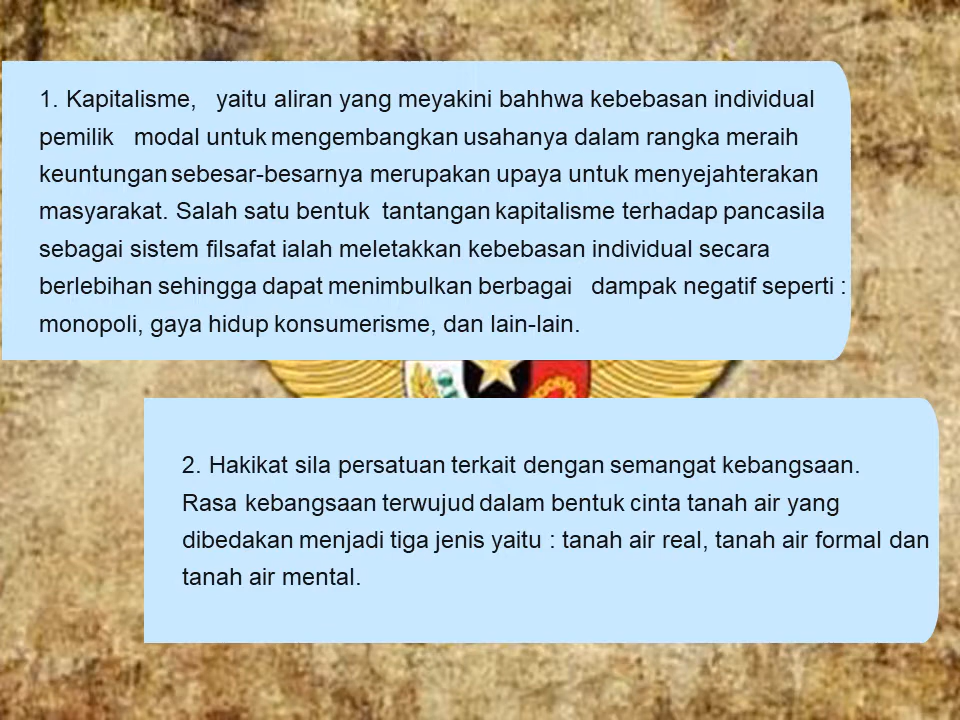 1. Kapitalisme, yaitu aliran yang meyakini bahhwa kebebasan individual
pemilik modal untuk mengembangkan usahanya dalam rangka meraih
keuntungan sebesar-besarnya merupakan upaya untuk menyejahterakan
masyarakat. Salah satu bentuk tantangan kapitalisme terhadap pancasila
sebagai sistem filsafat ialah meletakkan kebebasan individual secara
berlebihan sehingga dapat menimbulkan berbagai dampak negatif seperti :
monopoli, gaya hidup konsumerisme, dan lain-lain.
2. Hakikat sila persatuan terkait dengan semangat kebangsaan.
Rasa kebangsaan terwujud dalam bentuk cinta tanah air yang
dibedakan menjadi tiga jenis yaitu : tanah air real, tanah air formal dan
tanah air mental.